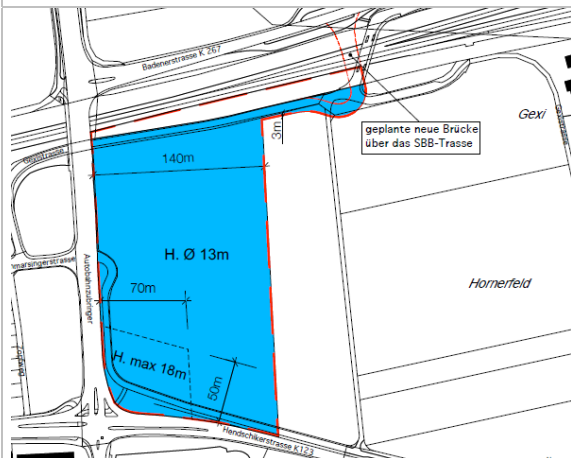 Badenerstrasse K 267
geplante neue Brücke
über das SBB-Trasse
Gexi
3m
140m
H. Ø 13m
Hornerfeld
Autobahnzubringer
70m
H. max 18m
50m
Hendschikerstrasse K123